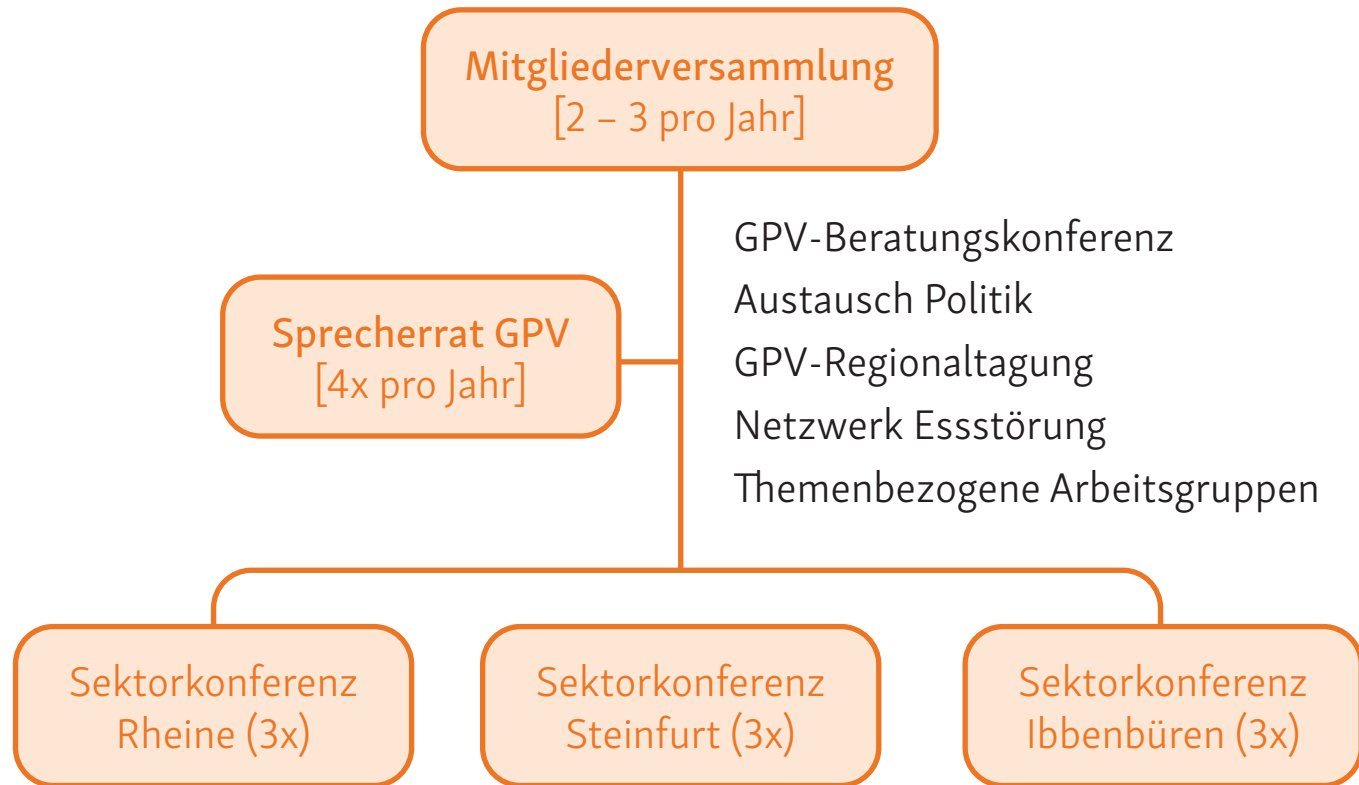 Mitgliederversammlung
[2 – 3 pro Jahr]
GPV-Beratungskonferenz
Austausch Politik
GPV-Regionaltagung
Netzwerk Essstörung
Themenbezogene Arbeitsgruppen
Sprecherrat GPV
[4x pro Jahr]
Sektorkonferenz
Rheine (3x)
Sektorkonferenz
Steinfurt (3x)
Sektorkonferenz
Ibbenbüren (3x)